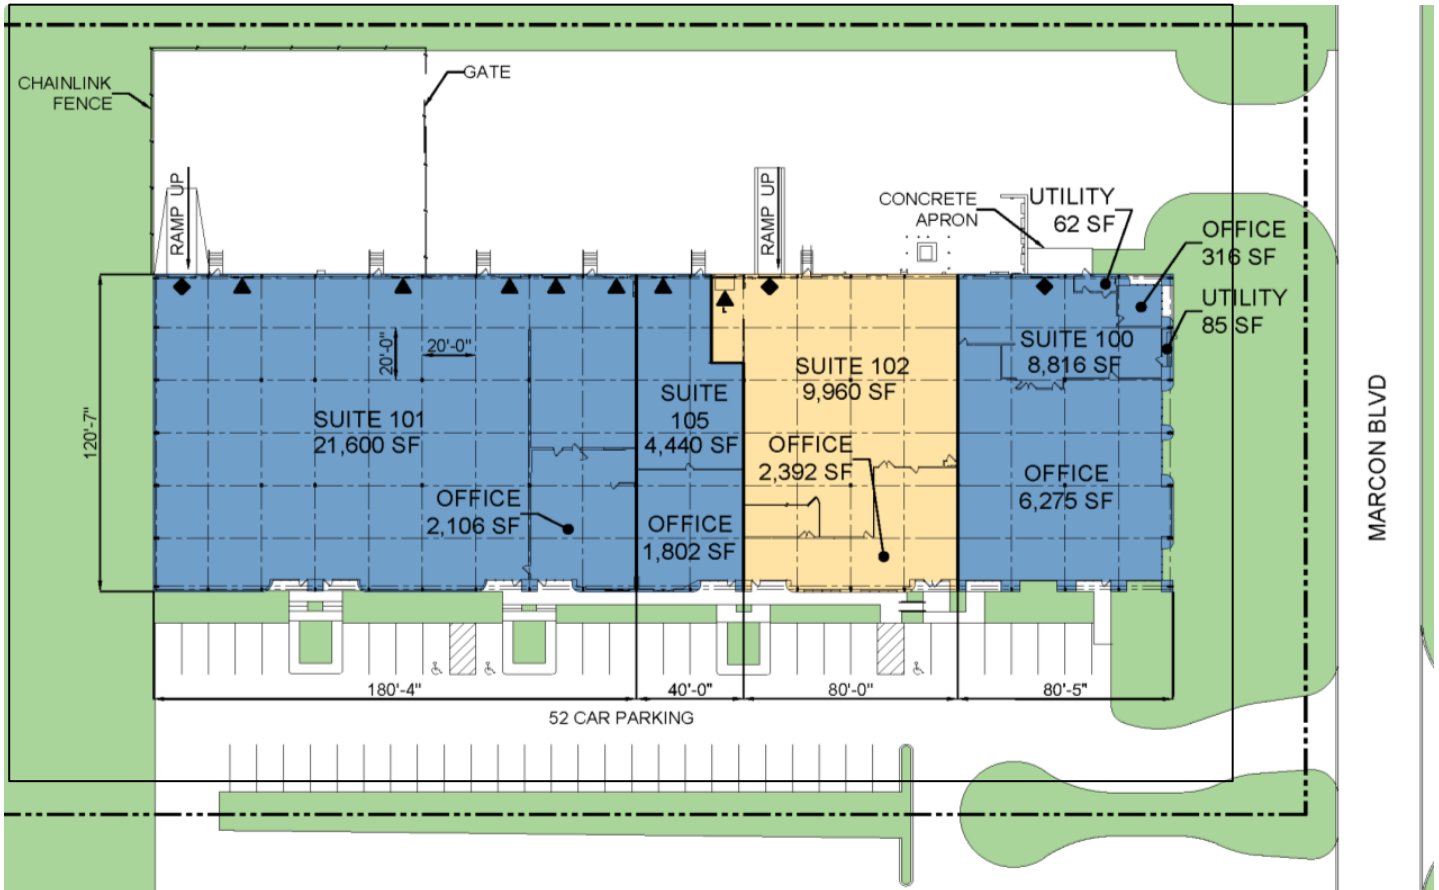 CHAINLINK
FENCE
GATE
RAMP UP
RAMP UP
CONCRETE
APRON
UTILITY
62 SF
OFFICE
316 SF
UTILITY
85 SF
120'-7"
20'-0"
20'-0"
SUITE 101
21,600 SF
OFFICE
2,106 SF
SUITE
105
4,440 SF
OFFICE
1,802 SF
SUITE 102
9,960 SF
OFFICE
2,392 SF
SUITE 100
8,816 SF
OFFICE
6,275 SF
MARCON BLVD
180'-4"
40'-0"
80'-0"
80'-5"
52 CAR PARKING